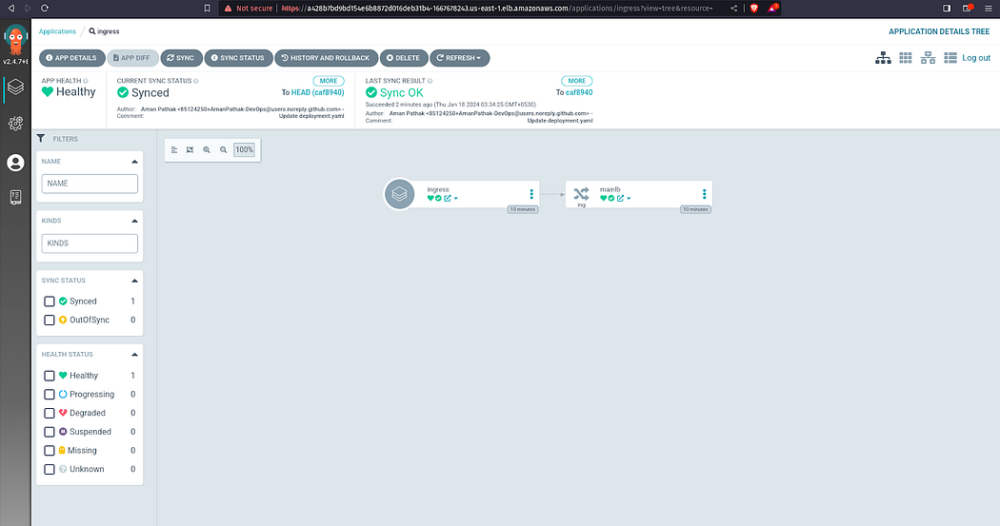 Not secure https://a428b7bd9bd154e6b8872d016deb31b4-1667678243.us-east-1.elb.amazonaws.com/applications/ingress?view=tree&resource=
v2.4.7+8
Applications / ingress
APPLICATION DETAILS TREE
APP DETAILS APP DIFF SYNC SYNC STATUS HISTORY AND ROLLBACK DELETE REFRESH
Log out
APP HEALTH
Healthy
CURRENT SYNC STATUS
MORE
Synced
To HEAD (caf8940)
Author: Aman Pathak <85124250+AmanPathak-DevOps@users.noreply.github.com> -
Comment: Update deployment.yaml
LAST SYNC RESULT
MORE
Sync OK
To caf8940
Succeeded 2 minutes ago (Thu Jan 18 2024 03:34:25 GMT+0530)
Author: Aman Pathak <85124250+AmanPathak-DevOps@users.noreply.github.com> -
Comment: Update deployment.yaml
FILTERS
NAME
NAME
KINDS
KINDS
SYNC STATUS
Synced 1
OutOfSync 0
HEALTH STATUS
Healthy 1
Progressing 0
Degraded 0
Suspended 0
Missing 0
Unknown 0
100%
ingress
10 minutes
ing
mainlb
10 minutes